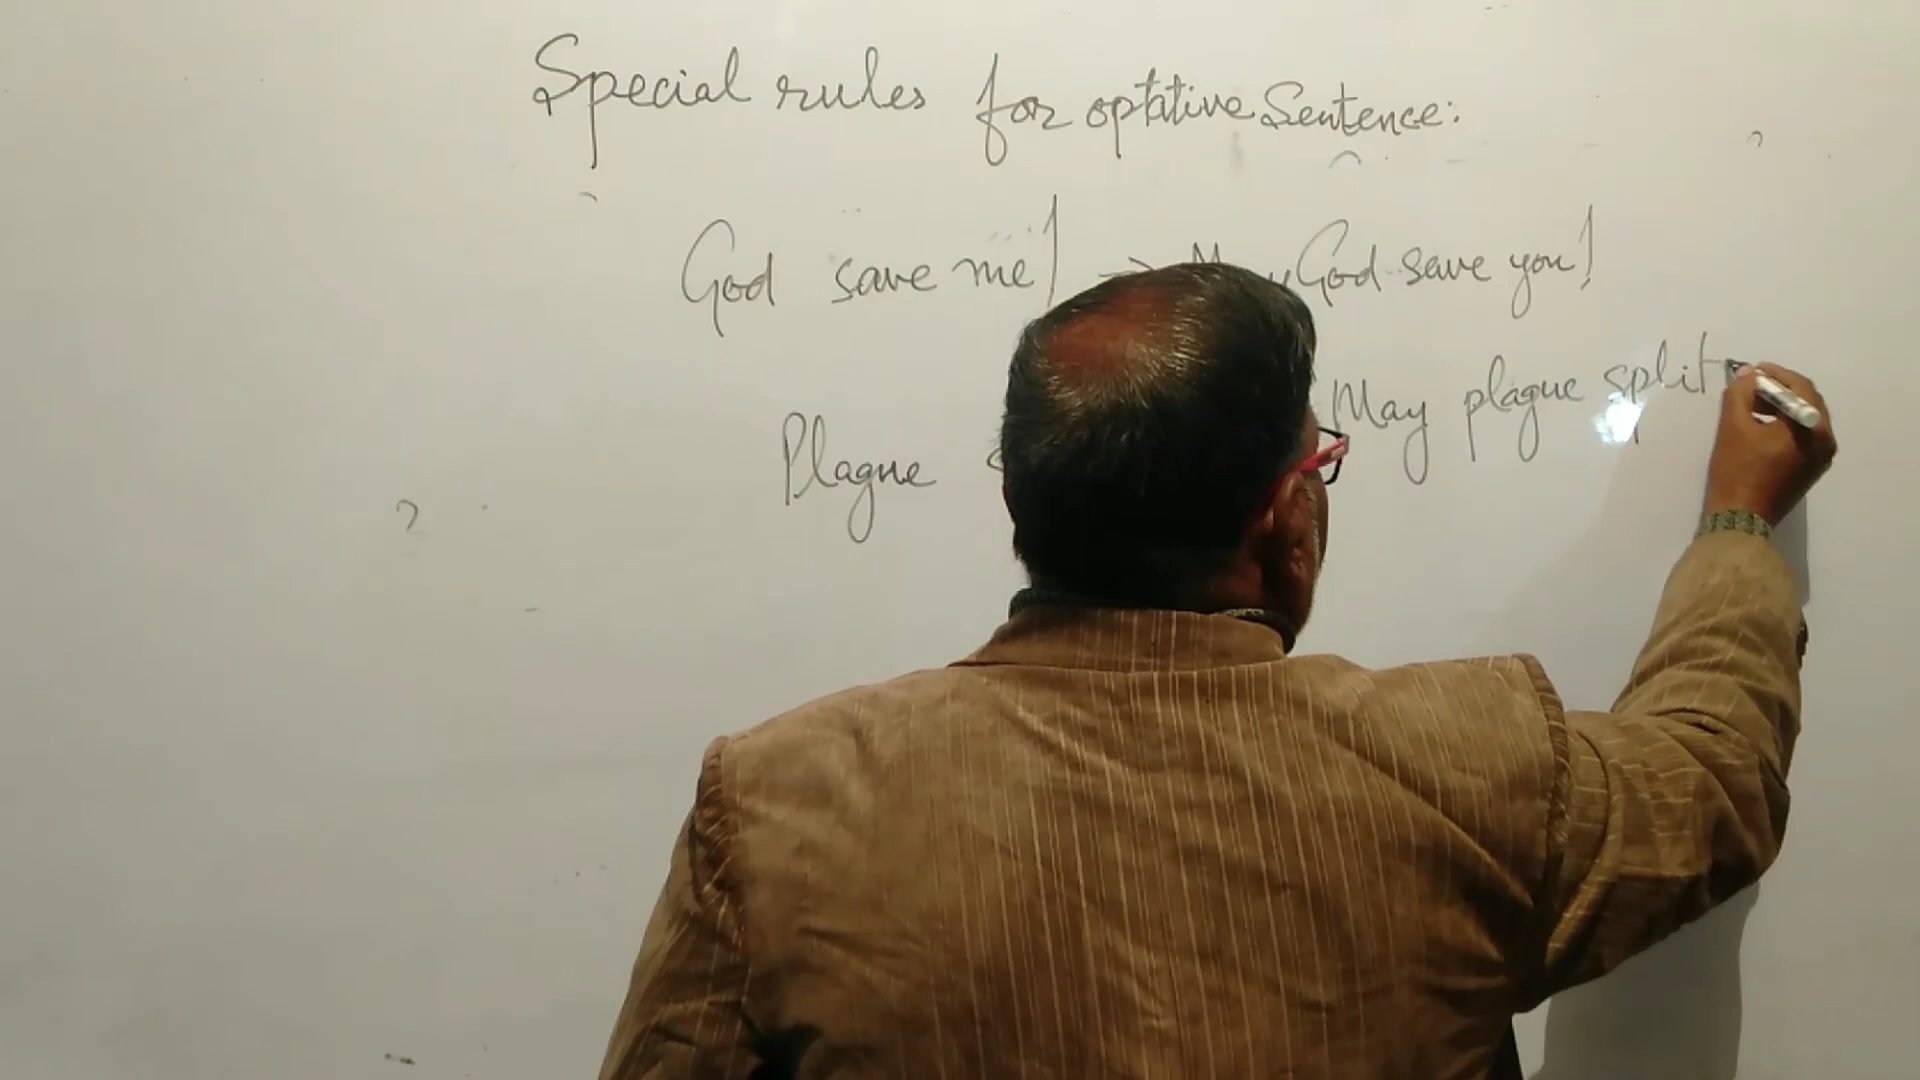 Special rules for optative Sentence:
God save me! → May God save you!
Plague May plague split